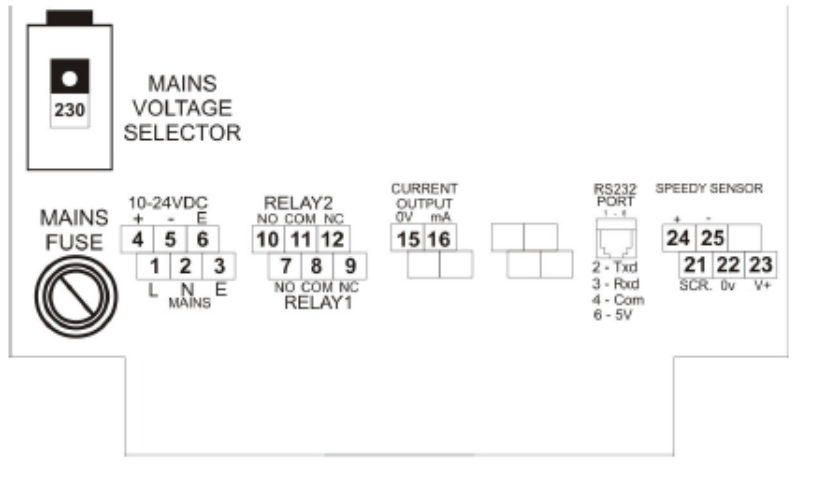 230
MAINS
VOLTAGE
SELECTOR
MAINS
FUSE
10-24VDC
+ - E
4 5 6
1 2 3
L N E
MAINS
RELAY2
NO COM NC
10 11 12
7 8 9
NO COM NC
RELAY1
CURRENT
OUTPUT
0V mA
15 16
RS232
PORT
1 - 6
2 - Txd
3 - Rxd
4 - Com
6 - 5V
SPEEDY SENSOR
+ -
24 25
21 22 23
SCR. 0v V+